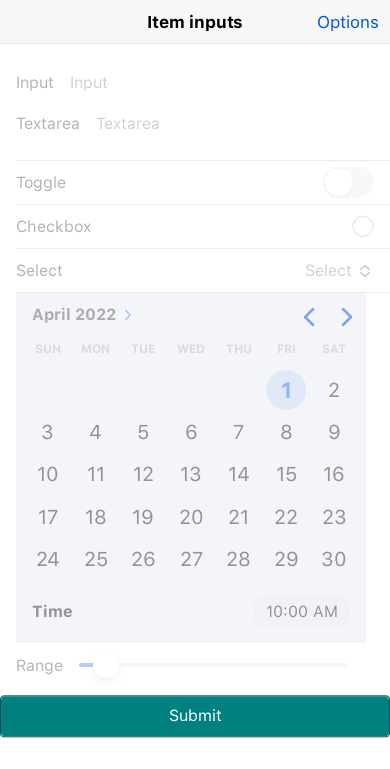 Item inputs Options
Input Input
Textarea Textarea
Toggle
Checkbox
Select Select
April 2022
SUN MON TUE WED THU FRI SAT
1 2
3 4 5 6 7 8 9
10 11 12 13 14 15 16
17 18 19 20 21 22 23
24 25 26 27 28 29 30
Time 10:00 AM
Range
Submit